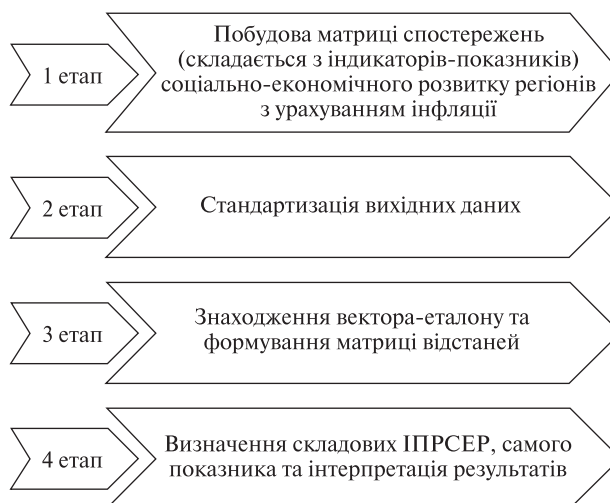 1 етап
Побудова матриці спостережень
(складається з індикаторів-показників)
соціально-економічного розвитку регіонів
з урахуванням інфляції
2 етап
Стандартизація вихідних даних
3 етап
Знаходження вектора-еталону та
формування матриці відстаней
4 етап
Визначення складових ІПРСЕР, самого
показника та інтерпретація результатів